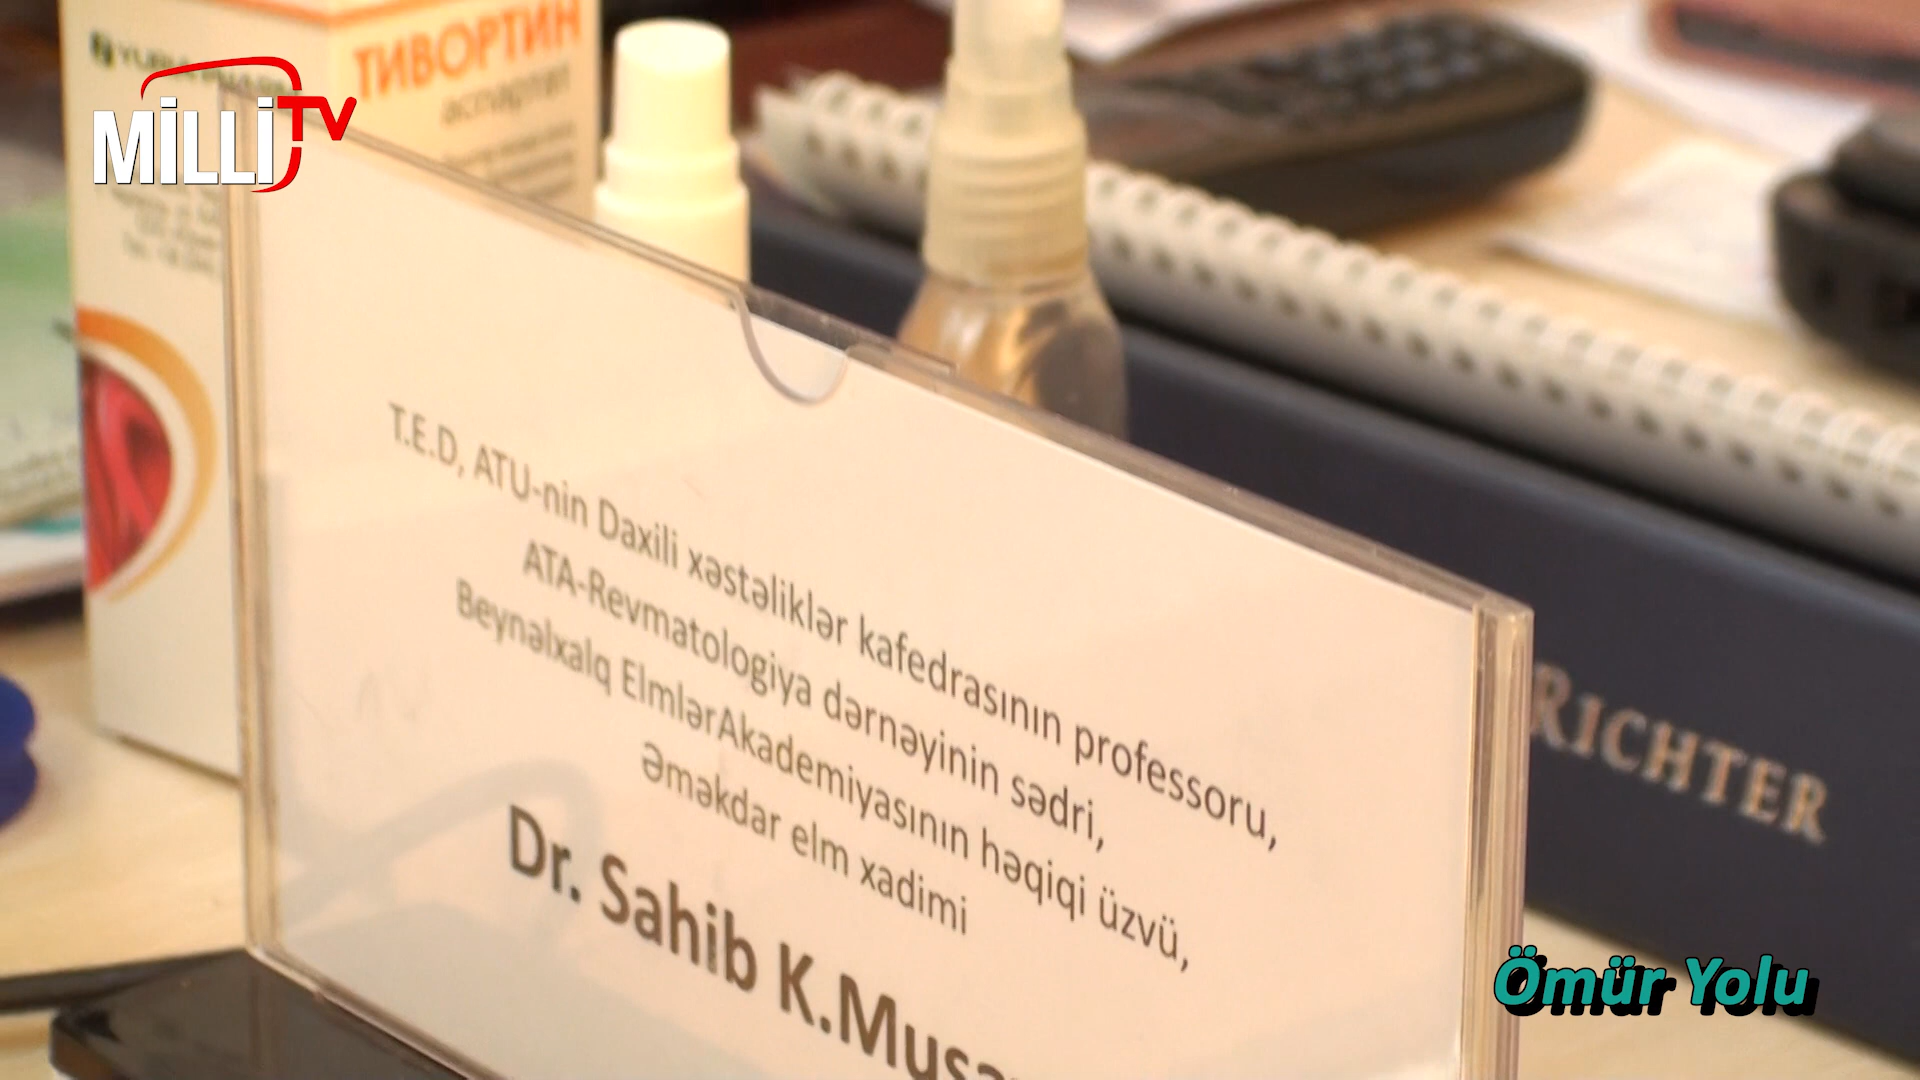 MİLLİ TV
ТИВОРТИН
аспартат
T.E.D, ATU-nin Daxili xəstəliklər kafedrasının professoru,
ATA-Revmatologiya dərnəyinin sədri,
Beynəlxalq ElmlərAkademiyasının həqiqi üzvü,
Əməkdar elm xadimi
Dr. Sahib K.Musa
RICHTER
Ömür Yolu